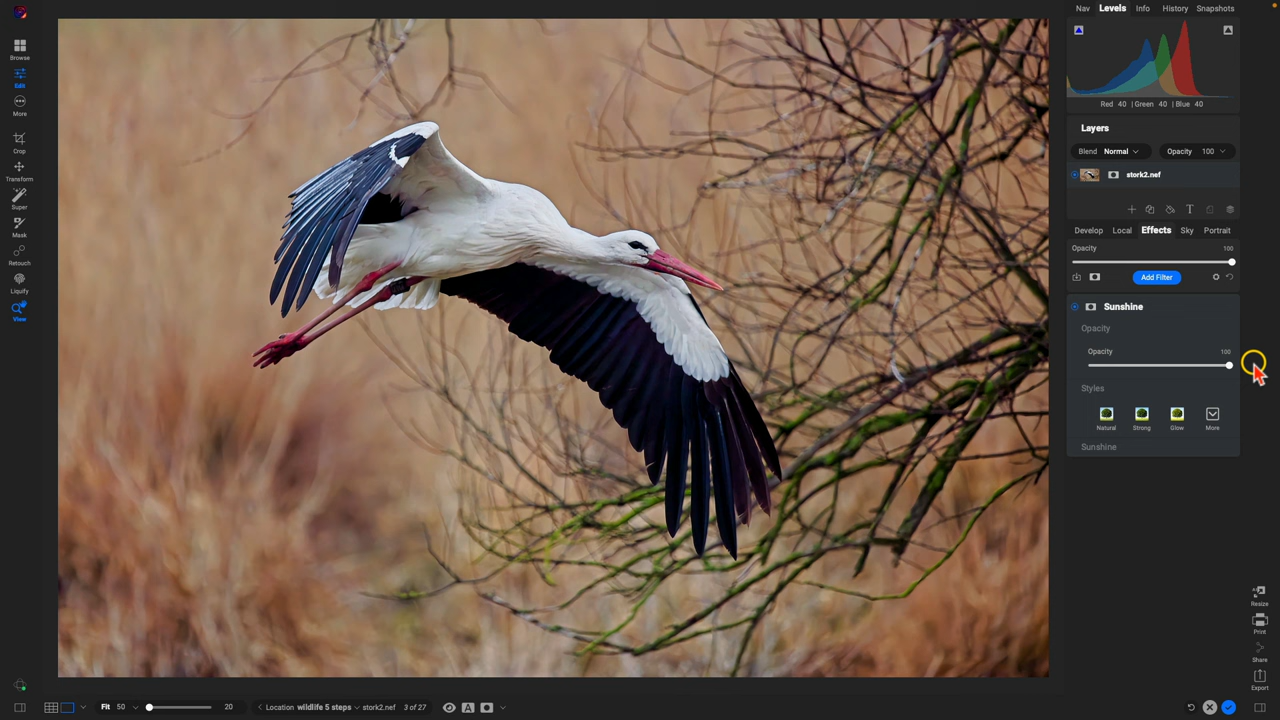 Nav Levels Info History Snapshots
Red 40 | Green 40 | Blue 40
Layers
Blend Normal Opacity 100
stork2.nef
T
Develop Local Effects Sky Portrait
Opacity 100
Add Filter
Sunshine
Opacity
Opacity 100
Styles
Natural Strong Glow More
Sunshine
Browse
Edit
More
Crop
Transform
Super
Mask
Retouch
Liquify
View
Resize
Print
Share
Export
Fit 50 20 Location wildlife 5 steps stork2.nef 3 of 27 A